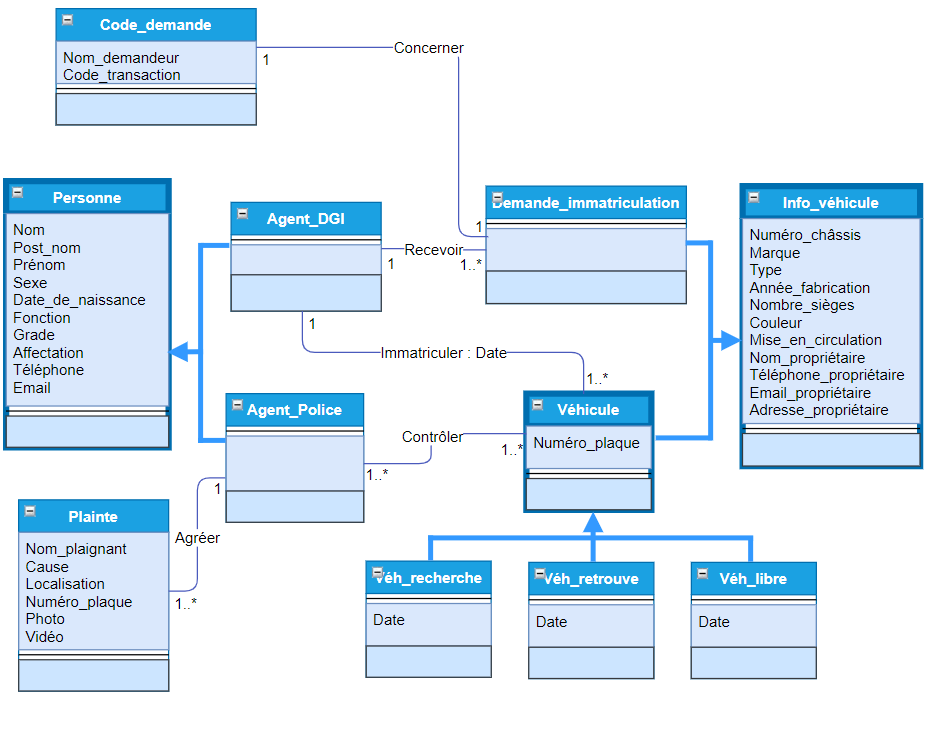 Code_demande
Nom_demandeur
Code_transaction
1
Concerner
1
Personne
Nom
Post_nom
Prénom
Sexe
Date_de_naissance
Fonction
Grade
Affectation
Téléphone
Email
Agent_DGI
1
Recevoir
1..*
Demande_immatriculation
Info_véhicule
Numéro_châssis
Marque
Type
Année_fabrication
Nombre_sièges
Couleur
Mise_en_circulation
Nom_propriétaire
Téléphone_propriétaire
Email_propriétaire
Adresse_propriétaire
1
Immatriculer : Date
1..*
Agent_Police
1..*
Contrôler
1..*
Véhicule
Numéro_plaque
1
Agréer
1..*
Plainte
Nom_plaignant
Cause
Localisation
Numéro_plaque
Photo
Vidéo
Véh_recherche
Date
Véh_retrouve
Date
Véh_libre
Date